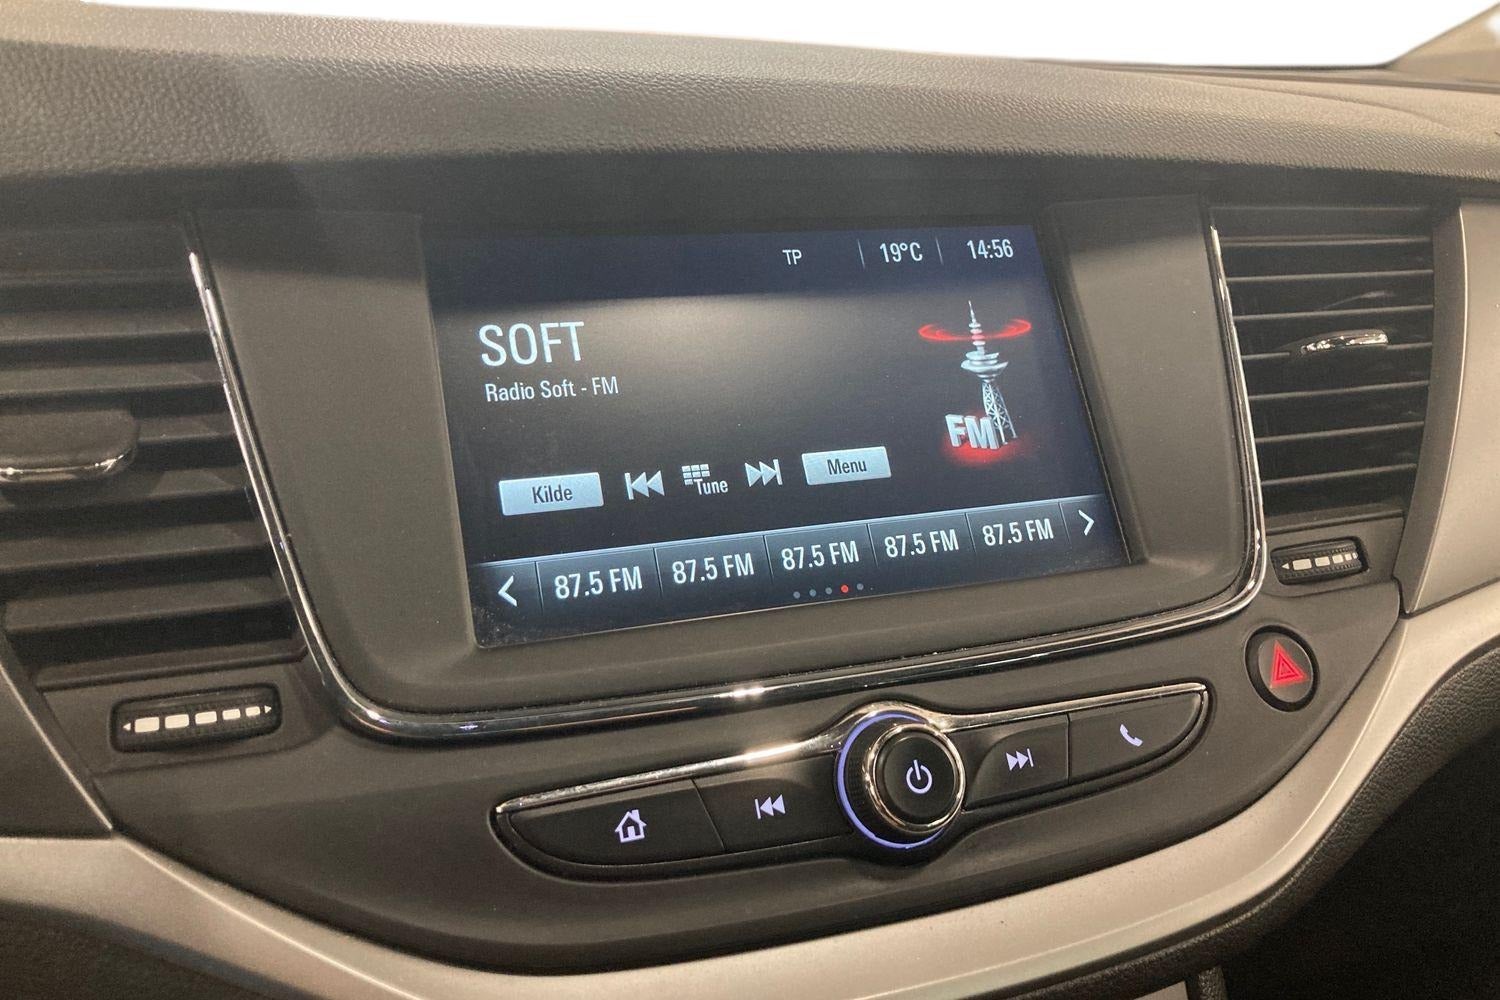 TP 19°C 14:56
SOFT
Radio Soft - FM
FM
Kilde Tune Menu
87.5 FM 87.5 FM 87.5 FM 87.5 FM 87.5 FM